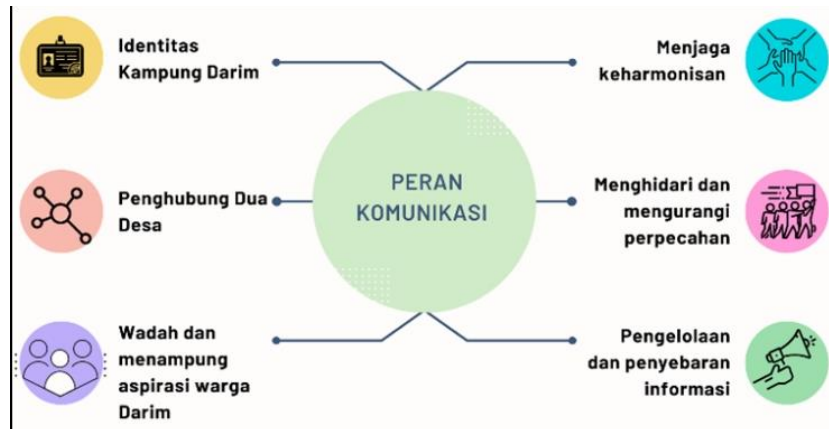 Identitas
Kampung Darim
Menjaga
keharmonisan
PERAN
KOMUNIKASI
Penghubung Dua
Desa
Menghidari dan
mengurangi
perpecahan
Wadah dan
menampung
aspirasi warga
Darim
Pengelolaan
dan penyebaran
informasi